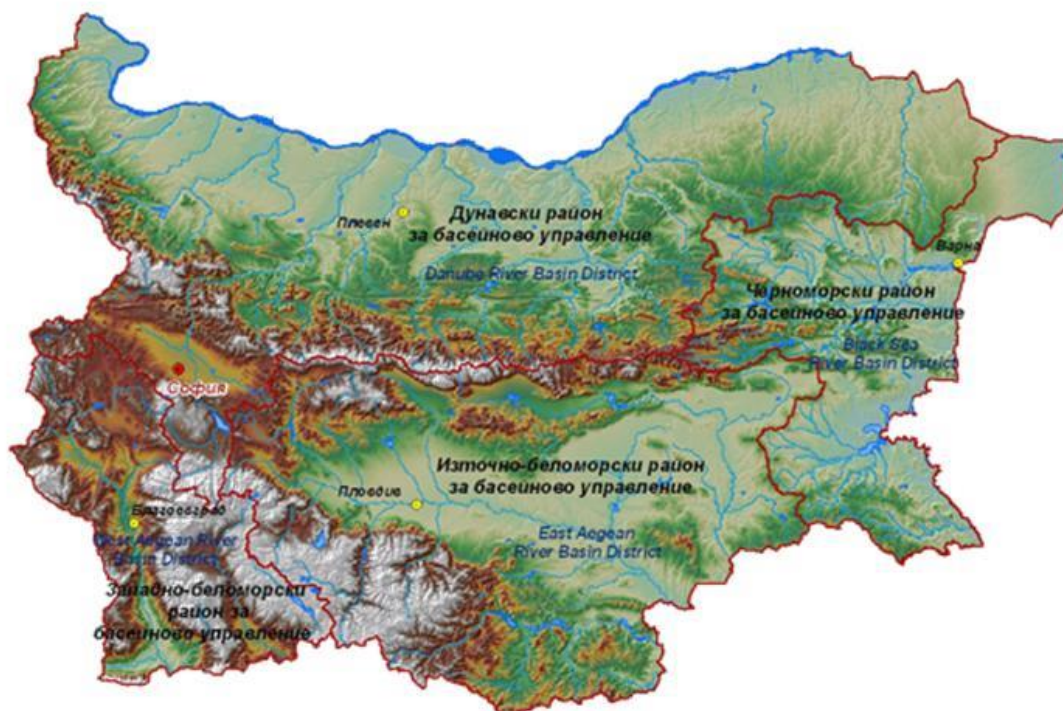 Плевен
Дунавски район
за басейново управление
Danube River Basin District
Варна
Черноморски район
за басейново управление
Black Sea
River Basin District
София
Източно-беломорски район
за басейново управление
Пловдив
East Aegean
River Basin District
Благоевград
West Aegean River
Basin District
Западно-беломорски
район за
басейново управление